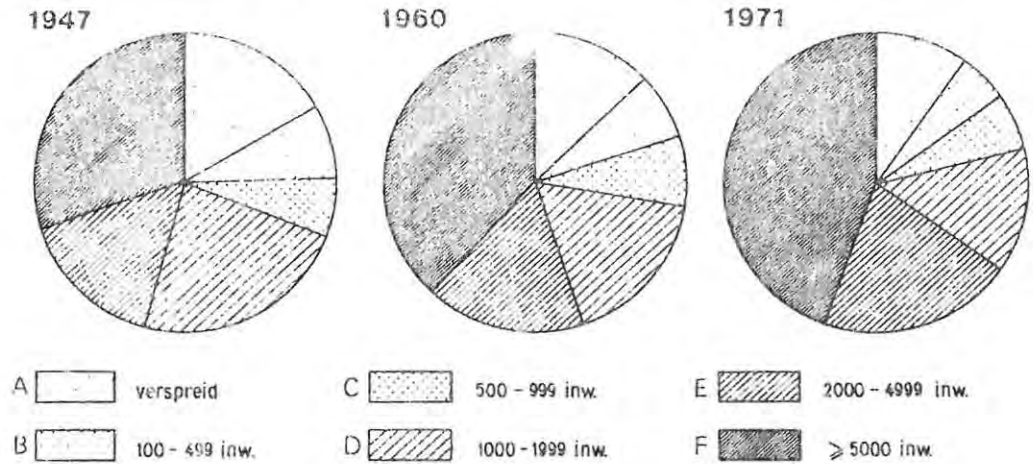 1947 1960 1971
A verspreid C 500 - 999 inw. E 2000 - 4999 inw.
B 100 - 499 inw. D 1000 - 1999 inw. F ⩾ 5000 inw.